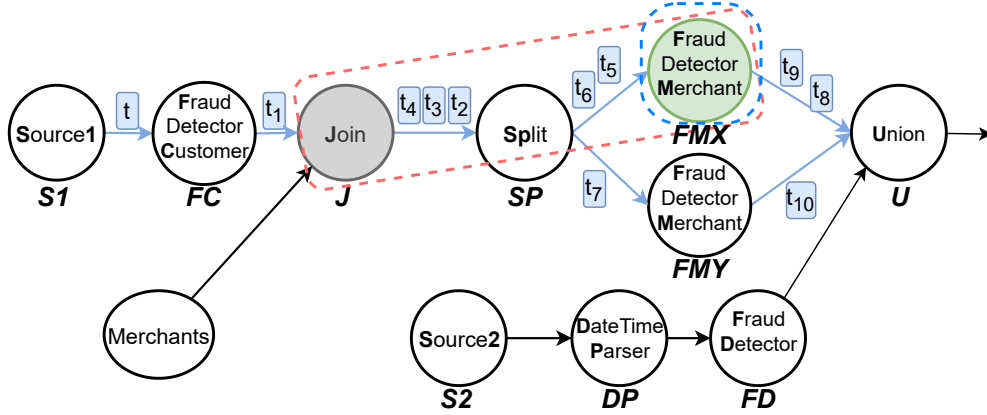 Source1
S1
t
Fraud
Detector
Customer
FC
t1
Join
J
t4
t3
t2
Split
SP
t6
t5
t7
Fraud
Detector
Merchant
FMX
t9
t8
Fraud
Detector
Merchant
FMY
t10
Union
U
Merchants
Source2
S2
DateTime
Parser
DP
Fraud
Detector
FD